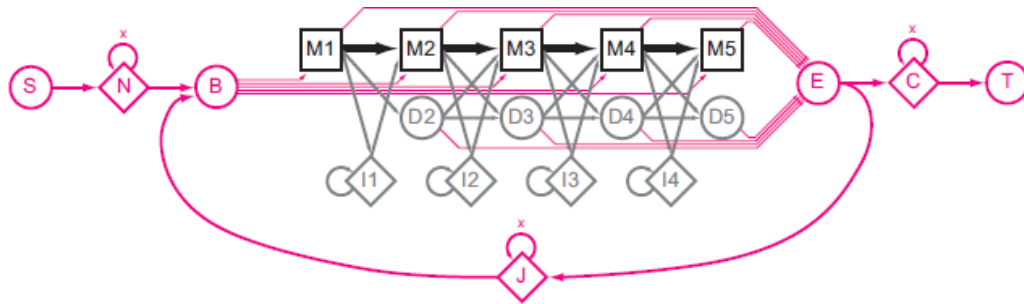 x x
M1 M2 M3 M4 M5
S N B E C T
D2 D3 D4 D5
I1 I2 I3 I4
x
J